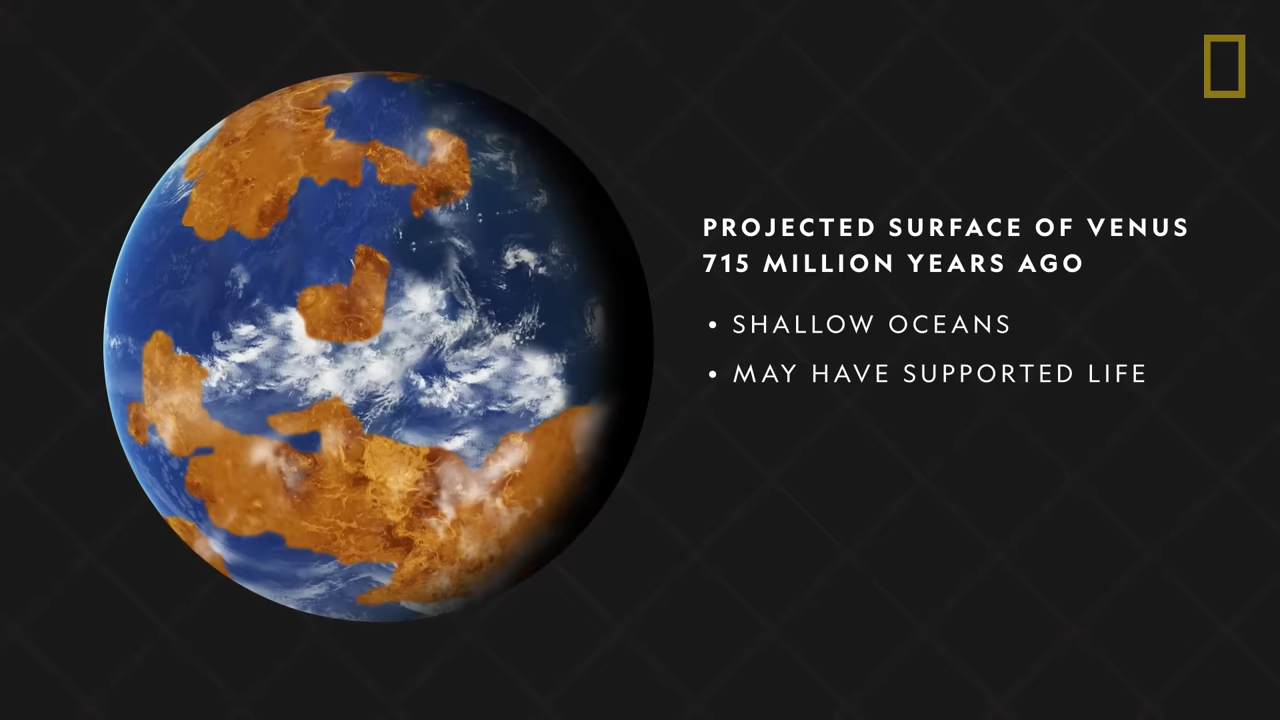 PROJECTED SURFACE OF VENUS
715 MILLION YEARS AGO
• SHALLOW OCEANS
• MAY HAVE SUPPORTED LIFE